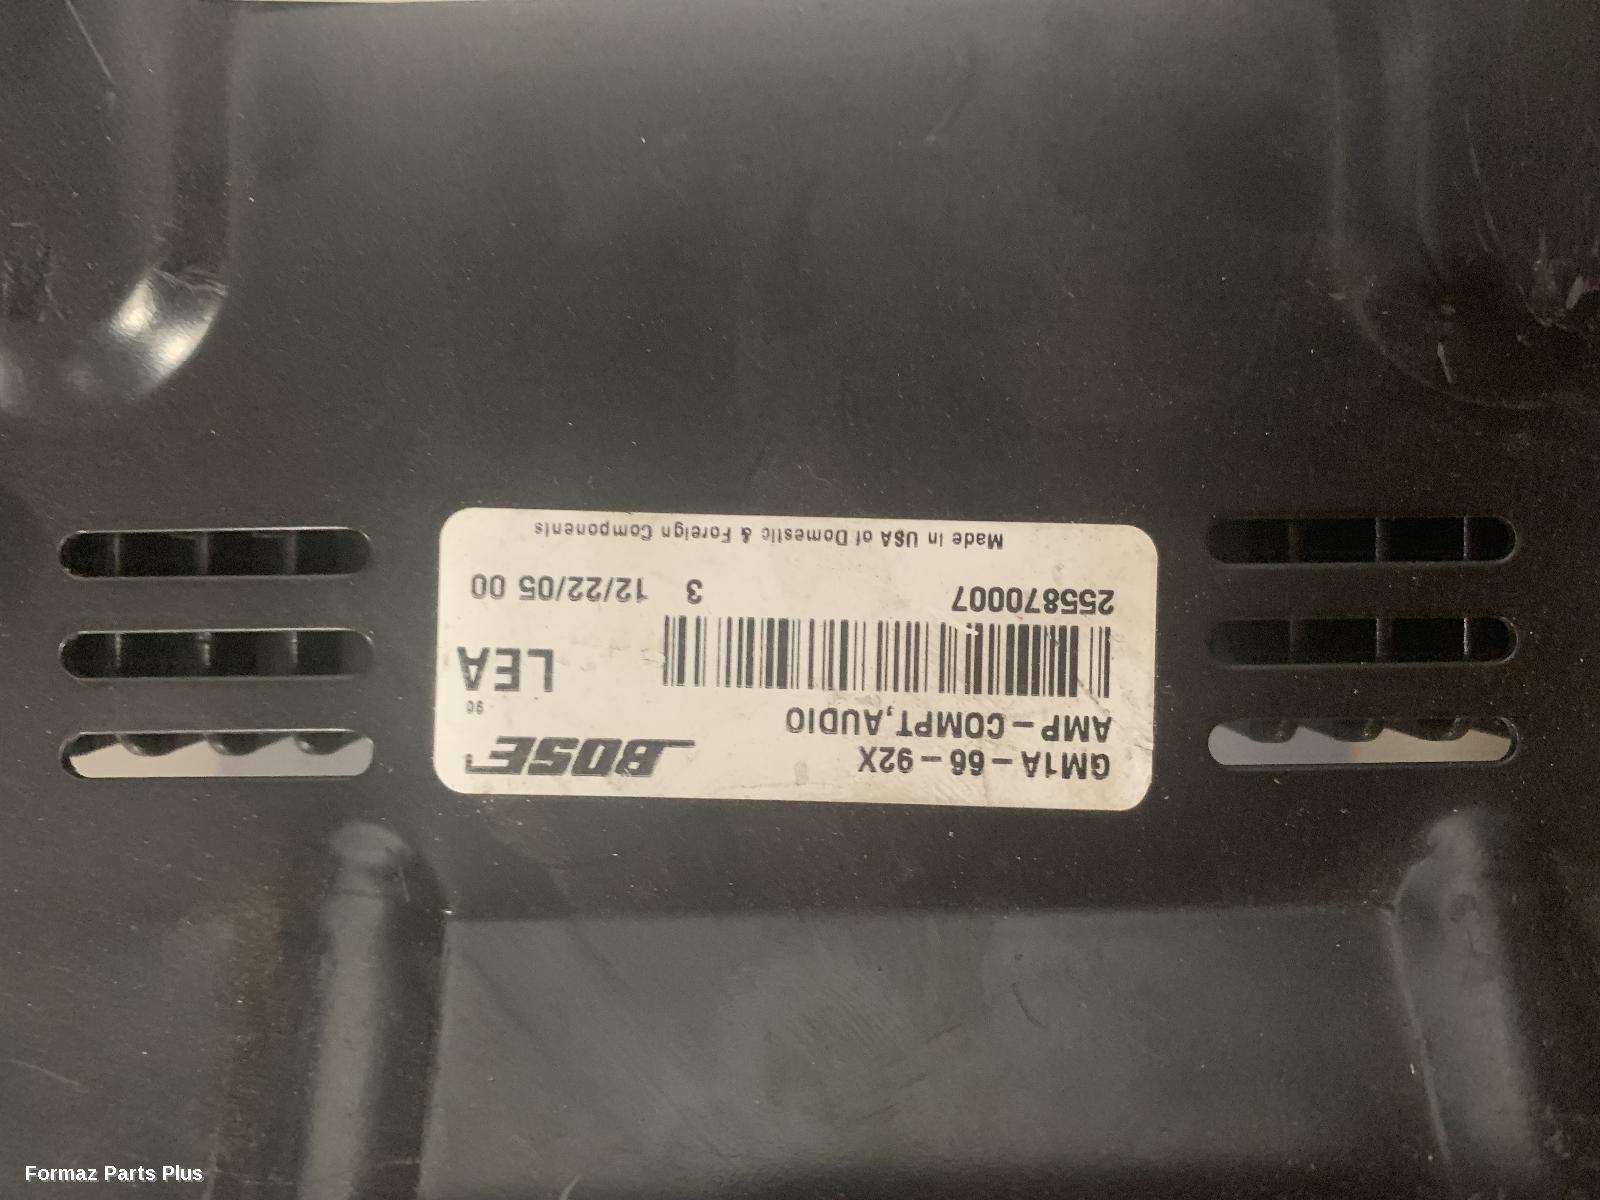 GM1A-66-92X
BOSE
AMP-COMPT,AUDIO
9C
LEA
255870007 3 12/22/05 00
Made in USA of Domestic & Foreign Components
Formaz Parts Plus